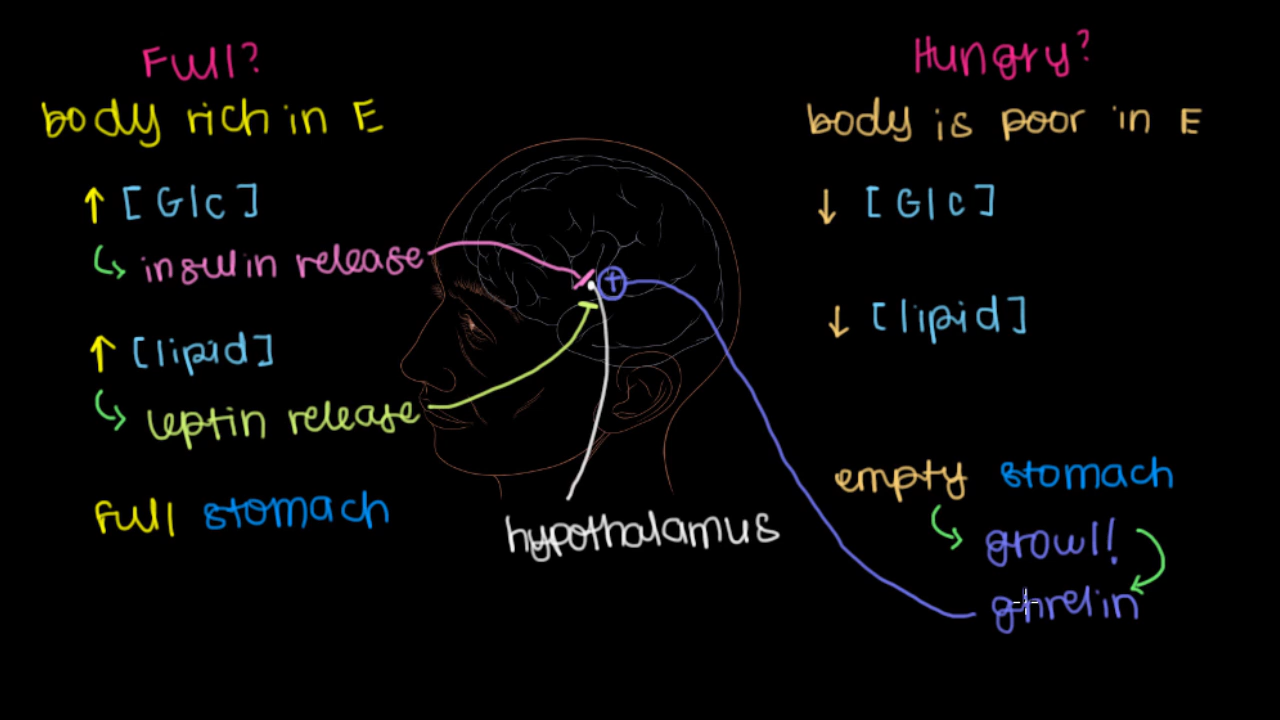 Full?
body rich in E
↑ [Glc]
↳ insulin release
↑ [lipid]
↳ leptin release
full stomach
hypothalamus
+
Hungry?
body is poor in E
↓ [Glc]
↓ [lipid]
empty stomach
↳ growl!
ghrelin